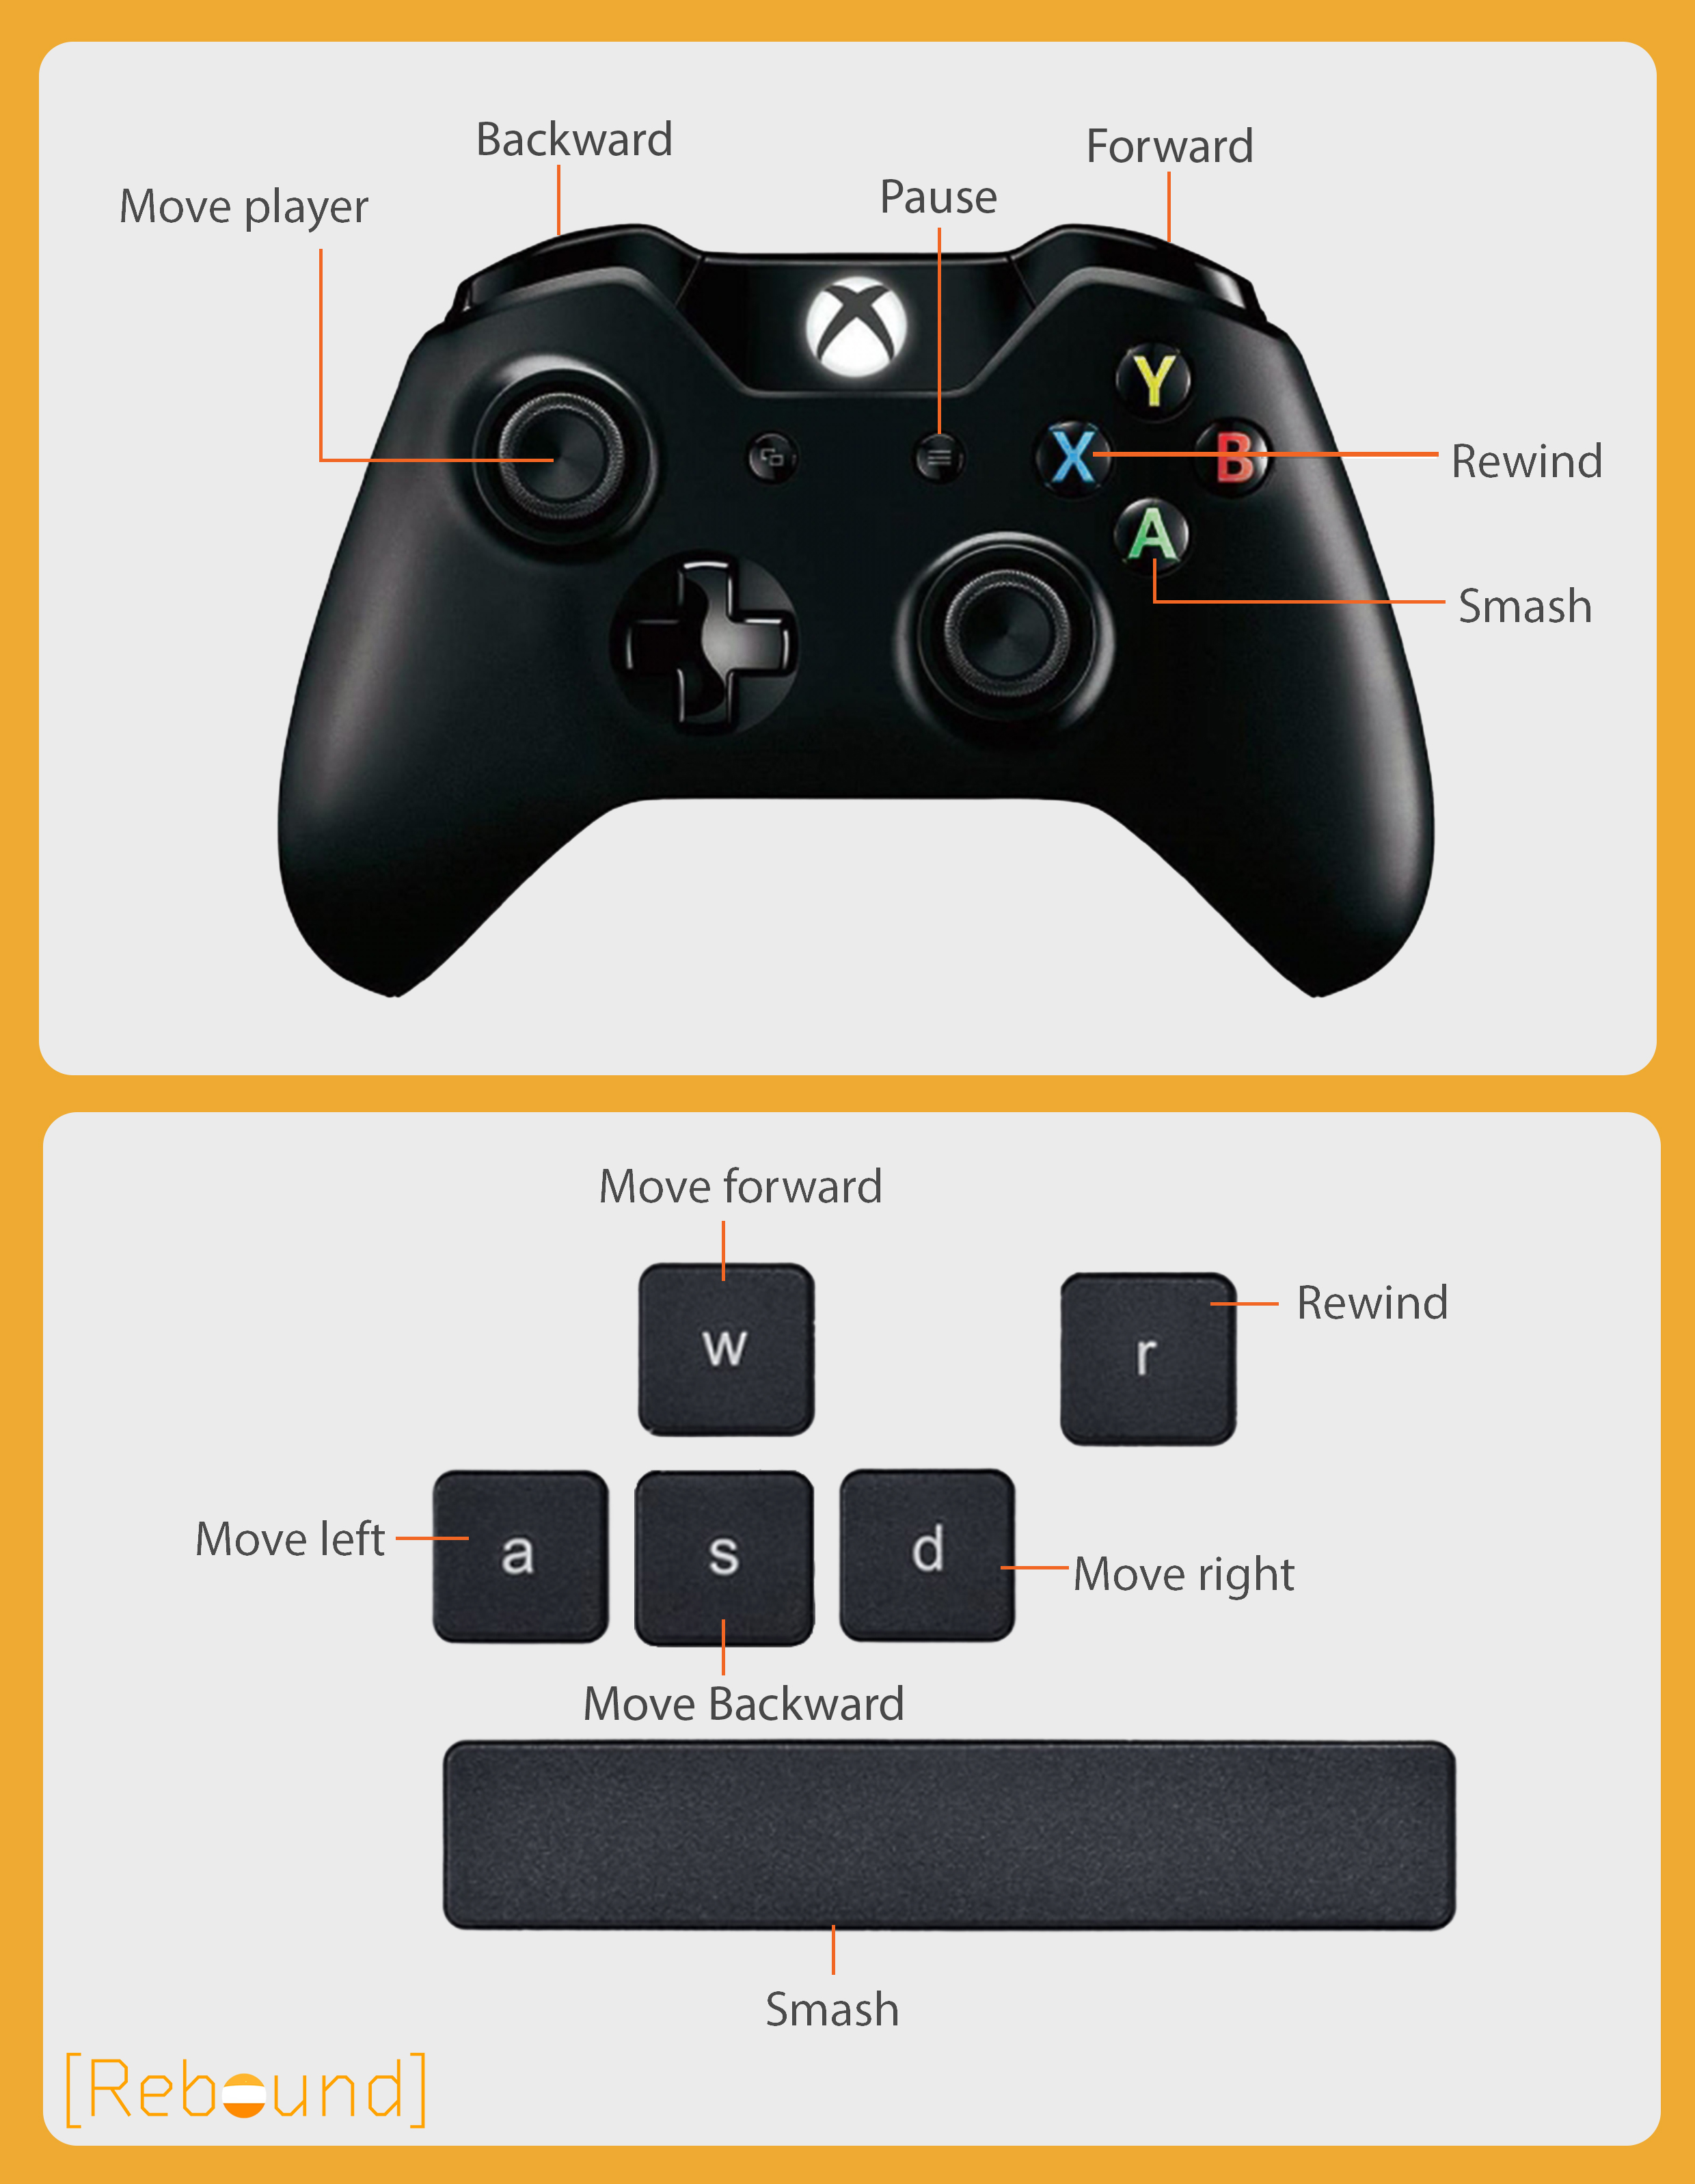 Backward
Forward
Move player
Pause
Y
X
B
Rewind
A
Smash
Move forward
w
r
Rewind
Move left
a
s
d
Move right
Move Backward
Smash
[Rebound]